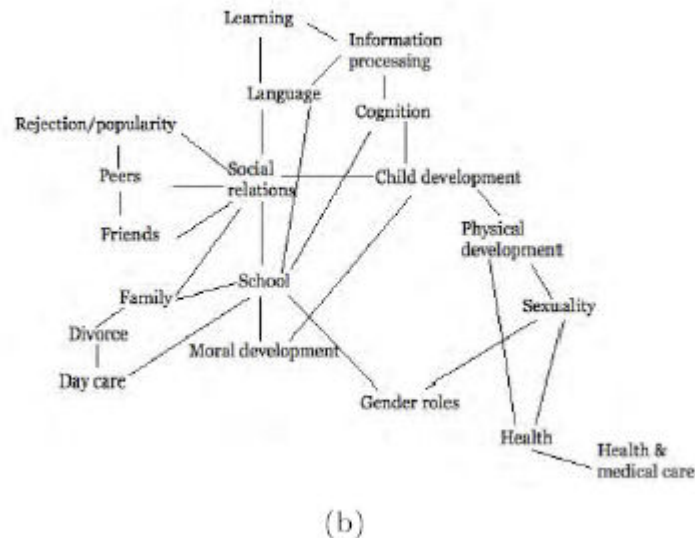 Learning
Information
processing
Language
Cognition
Rejection/popularity
Social
relations
Peers
Child development
Friends
Physical
development
School
Family
Sexuality
Divorce
Moral development
Day care
Gender roles
Health
Health &
medical care
(b)